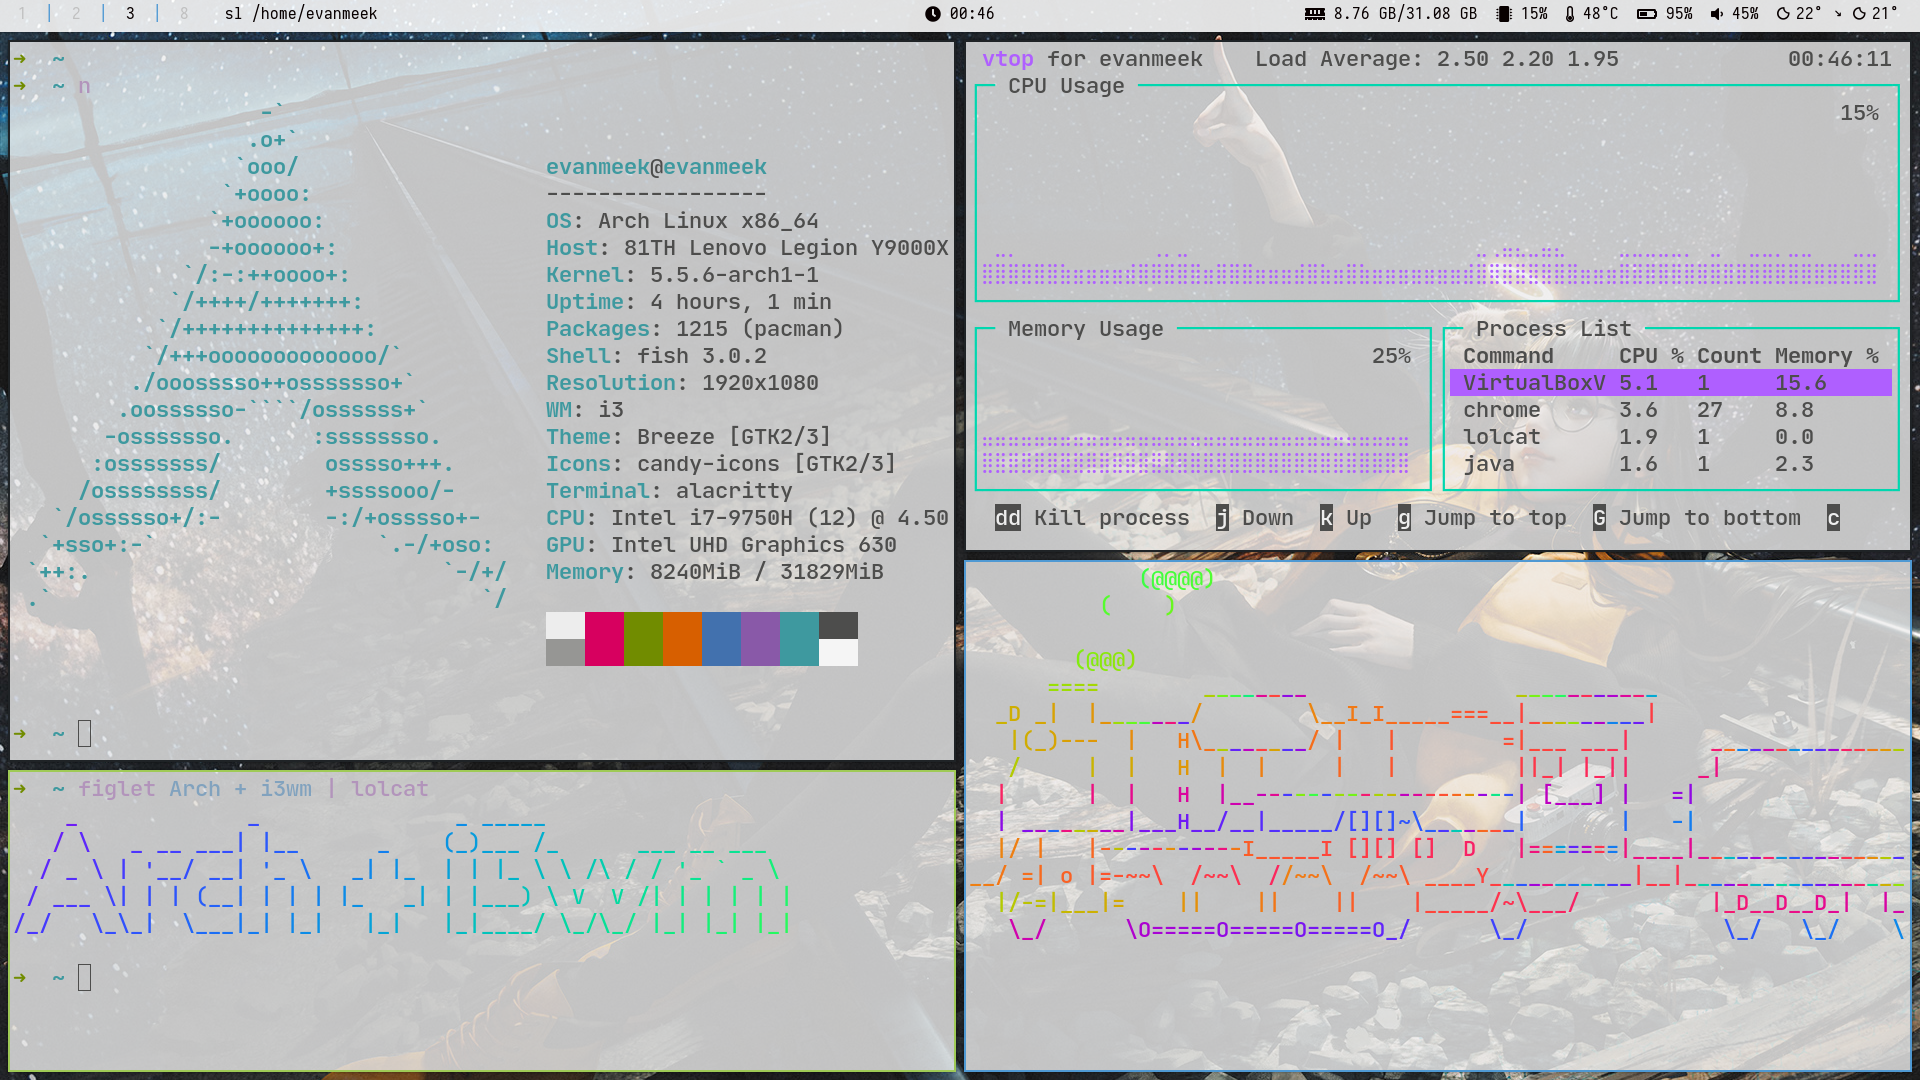 1 | 2 | 3 | 8 sl /home/evanmeek 00:46 8.76 GB/31.08 GB 15% 48°C 95% 45% 22° 21°
➜ ~
➜ ~ n
evanmeek@evanmeek
-----------------
OS: Arch Linux x86_64
Host: 81TH Lenovo Legion Y9000X
Kernel: 5.5.6-arch1-1
Uptime: 4 hours, 1 min
Packages: 1215 (pacman)
Shell: fish 3.0.2
Resolution: 1920x1080
WM: i3
Theme: Breeze [GTK2/3]
Icons: candy-icons [GTK2/3]
Terminal: alacritty
CPU: Intel i7-9750H (12) @ 4.50
GPU: Intel UHD Graphics 630
Memory: 8240MiB / 31829MiB
➜ ~
➜ ~ figlet Arch + i3wm | lolcat
Arch + i3wm
➜ ~
vtop for evanmeek Load Average: 2.50 2.20 1.95 00:46:11
CPU Usage
15%
Memory Usage
25%
Process List
Command CPU % Count Memory %
VirtualBoxV 5.1 1 15.6
chrome 3.6 27 8.8
lolcat 1.9 1 0.0
java 1.6 1 2.3
dd Kill process j Down k Up g Jump to top G Jump to bottom c